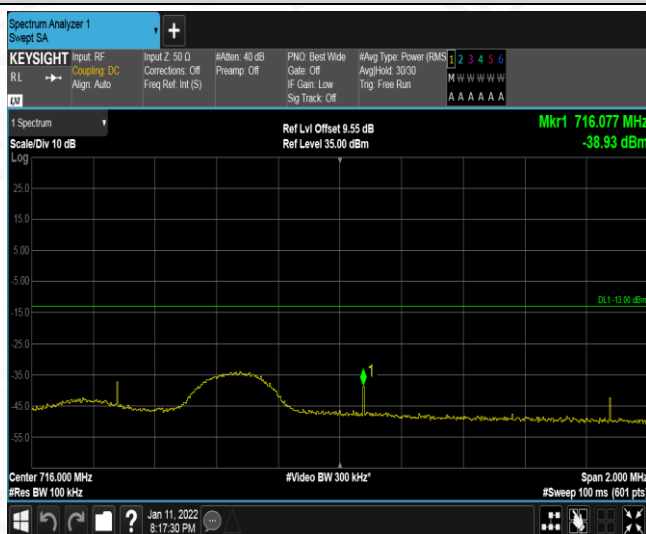 Spectrum Analyzer 1
Swept SA
+
KEYSIGHT
RL
Input: RF
Coupling: DC
Align: Auto
Input Z: 50 Ω
Corrections: Off
Freq Ref: Int (S)
#Atten: 40 dB
Preamp: Off
PNO: Best Wide
Gate: Off
IF Gain: Low
Sig Track: Off
#Avg Type: Power (RMS
Avg|Hold: 30/30
Trig: Free Run
1 2 3 4 5 6
M W W W W W
A A A A A A
LXI
1 Spectrum
Scale/Div 10 dB
Ref Lvl Offset 9.55 dB
Ref Level 35.00 dBm
Mkr1 716.077 MHz
-38.93 dBm
Log
25.0
15.0
5.00
-5.00
DL1 -13.00 dBm
-15.0
-25.0
-35.0
1
-45.0
-55.0
Center 716.000 MHz
#Video BW 300 kHz*
Span 2.000 MHz
#Res BW 100 kHz
#Sweep 100 ms (601 pts)
?
Jan 11, 2022
8:17:30 PM